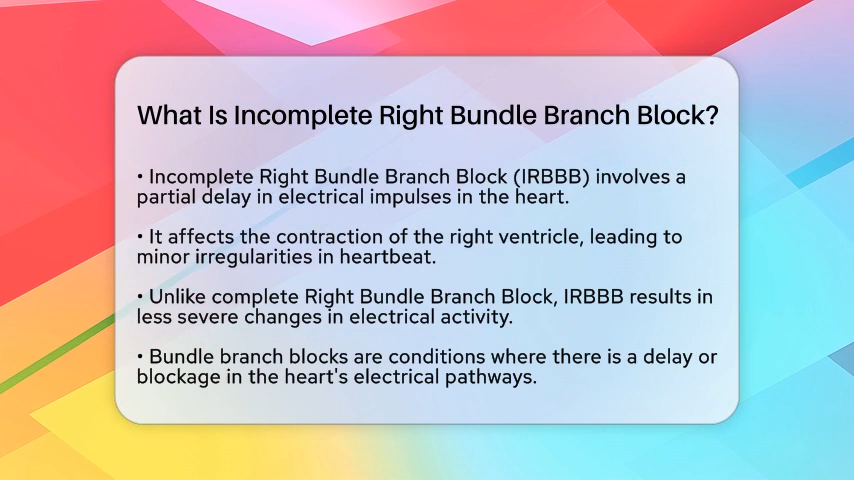 What Is Incomplete Right Bundle Branch Block?
• Incomplete Right Bundle Branch Block (IRBBB) involves a
partial delay in electrical impulses in the heart.
• It affects the contraction of the right ventricle, leading to
minor irregularities in heartbeat.
• Unlike complete Right Bundle Branch Block, IRBBB results in
less severe changes in electrical activity.
• Bundle branch blocks are conditions where there is a delay or
blockage in the heart's electrical pathways.